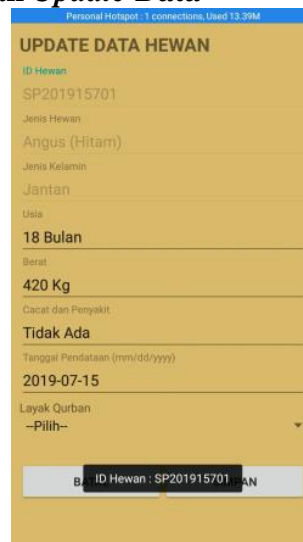 Update Data
Personal Hotspot : 1 connections, Used 13.39M
UPDATE DATA HEWAN
ID Hewan
SP201915701
Jenis Hewan
Angus (Hitam)
Jenis Kelamin
Jantan
Usia
18 Bulan
Berat
420 Kg
Cacat dan Penyakit
Tidak Ada
Tanggal Pendataan (mm/dd/yyyy)
2019-07-15
Layak Qurban
--Pilih--
ID Hewan : SP201915701